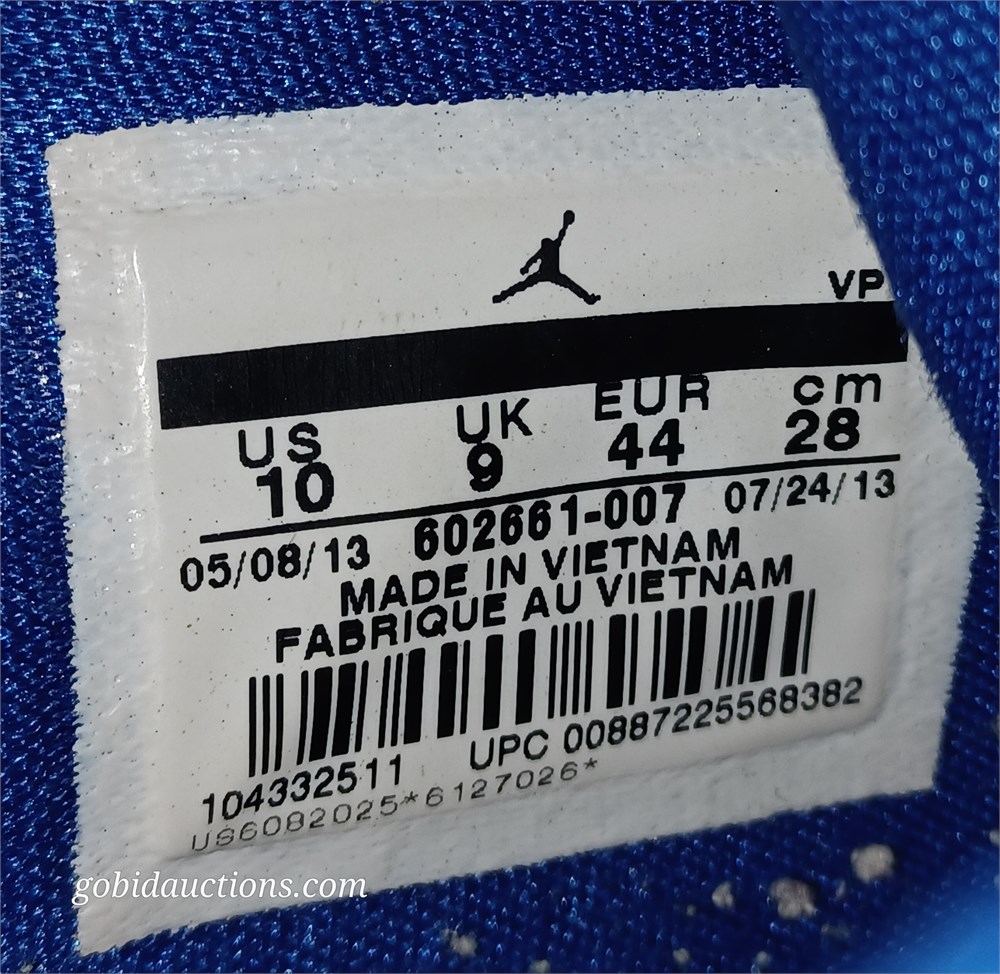 VP
US UK EUR cm
10 9 44 28
05/08/13 602661-007 07/24/13
MADE IN VIETNAM
FABRIQUE AU VIETNAM
104332511 UPC 00887225568382
US6082025*6127026*
gobidauctions.com